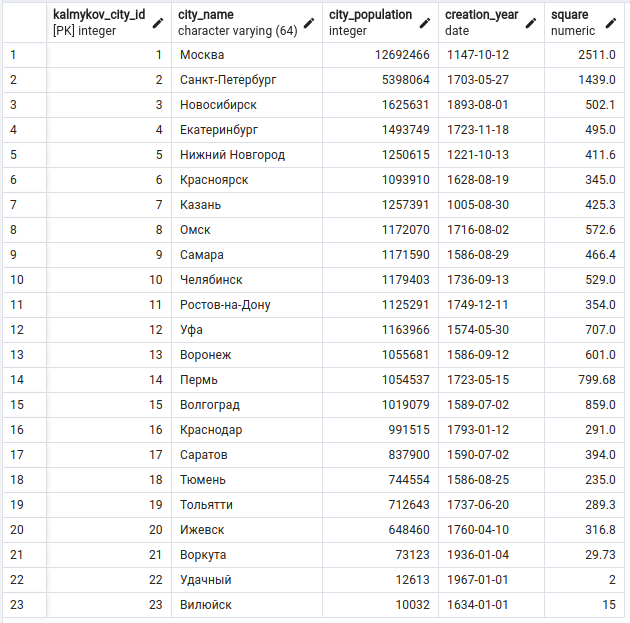 kalmykov_city_id city_name city_population creation_year square
[PK] integer character varying (64) integer date numeric
1 1 Москва 12692466 1147-10-12 2511.0
2 2 Санкт-Петербург 5398064 1703-05-27 1439.0
3 3 Новосибирск 1625631 1893-08-01 502.1
4 4 Екатеринбург 1493749 1723-11-18 495.0
5 5 Нижний Новгород 1250615 1221-10-13 411.6
6 6 Красноярск 1093910 1628-08-19 345.0
7 7 Казань 1257391 1005-08-30 425.3
8 8 Омск 1172070 1716-08-02 572.6
9 9 Самара 1171590 1586-08-29 466.4
10 10 Челябинск 1179403 1736-09-13 529.0
11 11 Ростов-на-Дону 1125291 1749-12-11 354.0
12 12 Уфа 1163966 1574-05-30 707.0
13 13 Воронеж 1055681 1586-09-12 601.0
14 14 Пермь 1054537 1723-05-15 799.68
15 15 Волгоград 1019079 1589-07-02 859.0
16 16 Краснодар 991515 1793-01-12 291.0
17 17 Саратов 837900 1590-07-02 394.0
18 18 Тюмень 744554 1586-08-25 235.0
19 19 Тольятти 712643 1737-06-20 289.3
20 20 Ижевск 648460 1760-04-10 316.8
21 21 Воркута 73123 1936-01-04 29.73
22 22 Удачный 12613 1967-01-01 2
23 23 Вилюйск 10032 1634-01-01 15